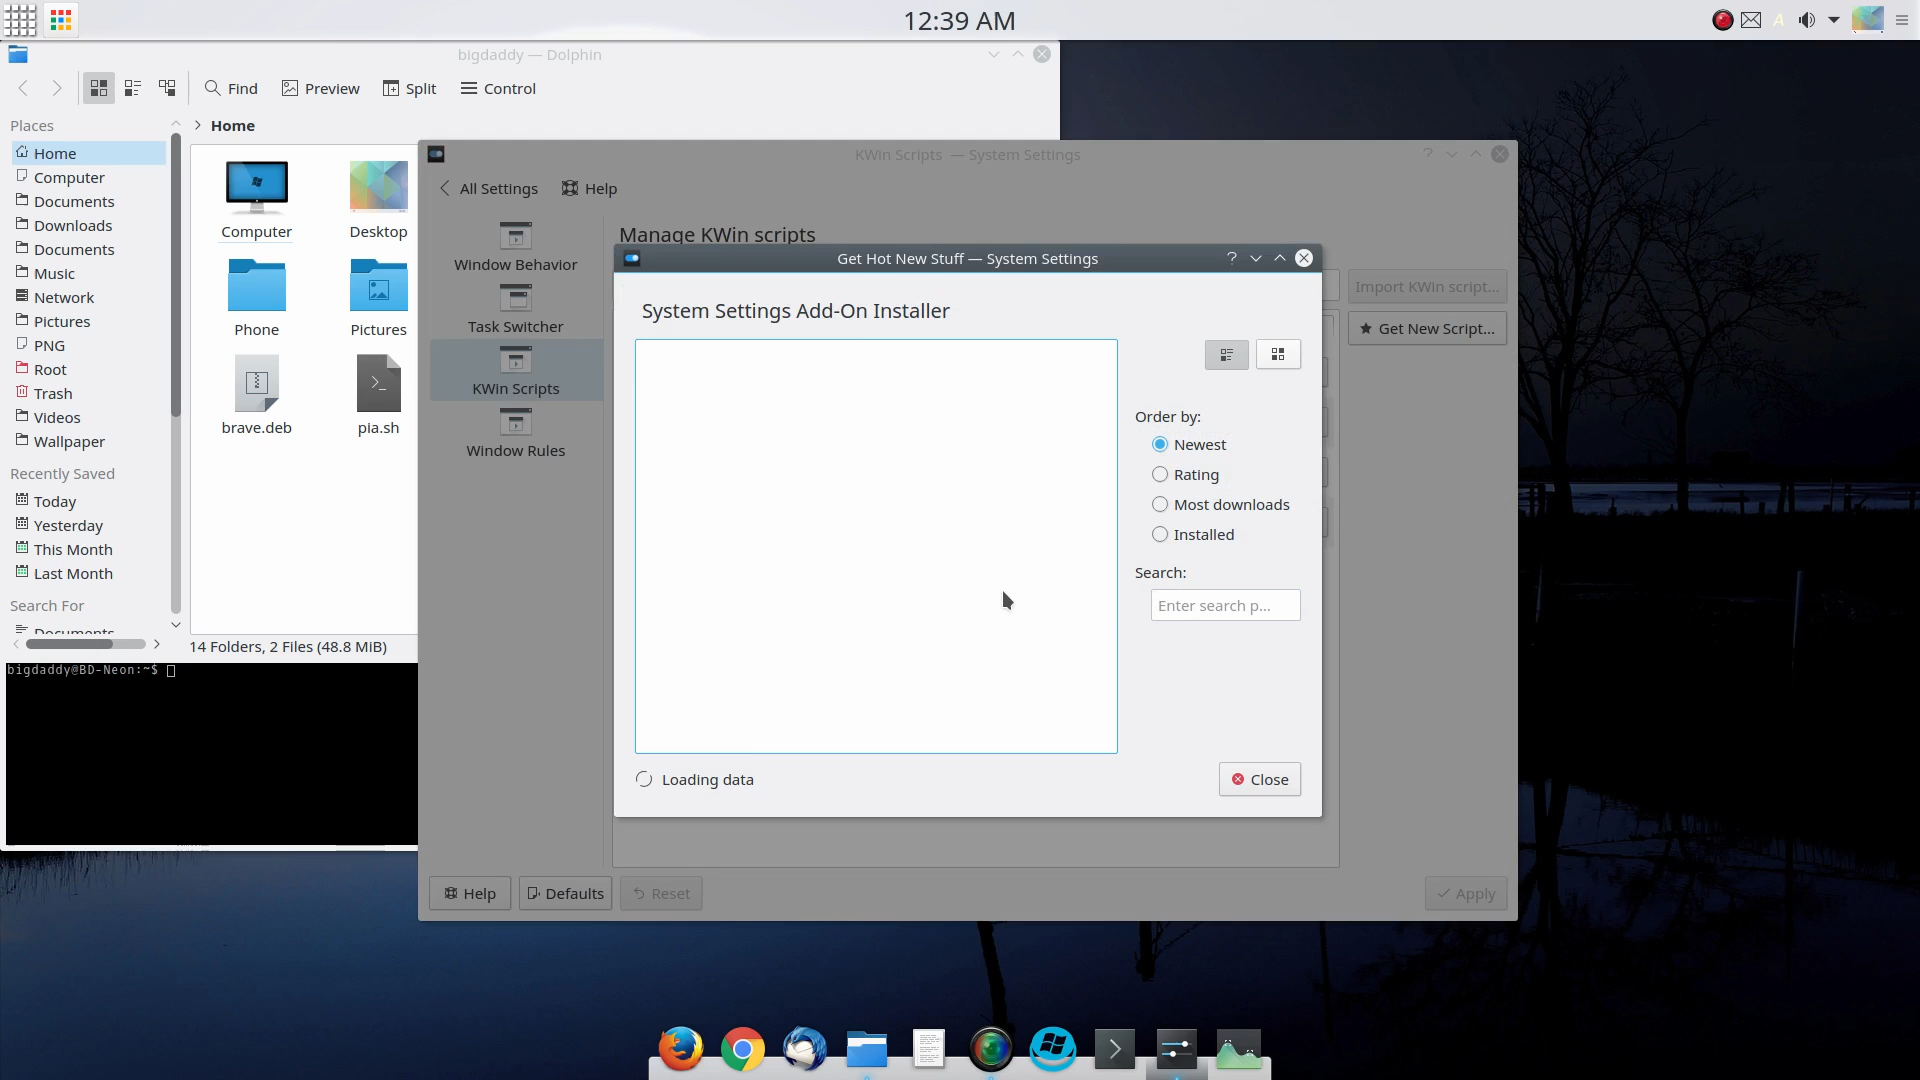 12:39 AM
A
bigdaddy — Dolphin
Find
Preview
Split
Control
Places
Home
Computer
Documents
Downloads
Documents
Music
Network
Pictures
PNG
Root
Trash
Videos
Wallpaper
Recently Saved
Today
Yesterday
This Month
Last Month
Search For
Documents
> Home
Computer
Desktop
Phone
Pictures
brave.deb
pia.sh
14 Folders, 2 Files (48.8 MiB)
bigdaddy@BD-Neon:~$
KWin Scripts — System Settings
All Settings
Help
Window Behavior
Task Switcher
KWin Scripts
Window Rules
Manage KWin scripts
Import KWin script...
Get New Script...
Get Hot New Stuff — System Settings
System Settings Add-On Installer
Order by:
Newest
Rating
Most downloads
Installed
Search:
Enter search p...
Loading data
Close
Help
Defaults
Reset
Apply